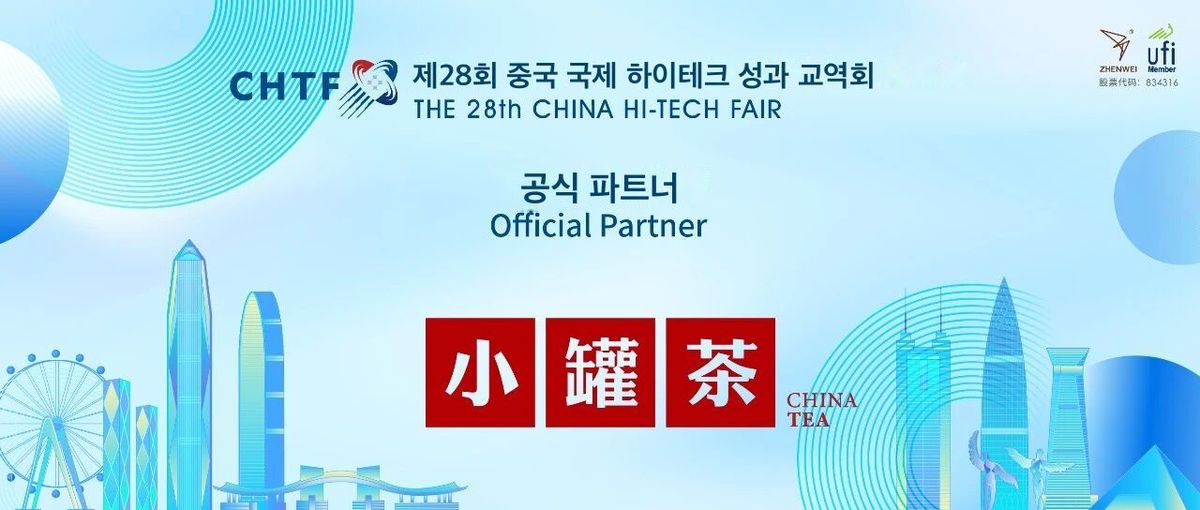 CHTF
제28회 중국 국제 하이테크 성과 교역회
THE 28th CHINA HI-TECH FAIR
ZHENWEI
ufi
Member
股票代码: 834316
공식 파트너
Official Partner
小罐茶
CHINA
TEA